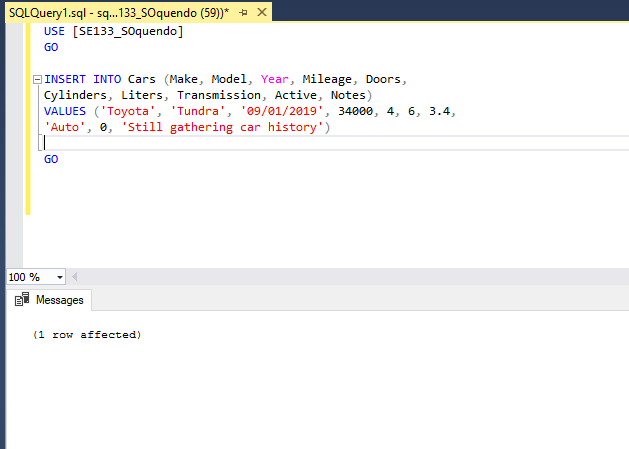 SQLQuery1.sql - sq...133_SOquendo (59))*
USE [SE133_SOquendo]
GO
INSERT INTO Cars (Make, Model, Year, Mileage, Doors,
Cylinders, Liters, Transmission, Active, Notes)
VALUES ('Toyota', 'Tundra', '09/01/2019', 34000, 4, 6, 3.4,
'Auto', 0, 'Still gathering car history')
GO
100 %
Messages
(1 row affected)